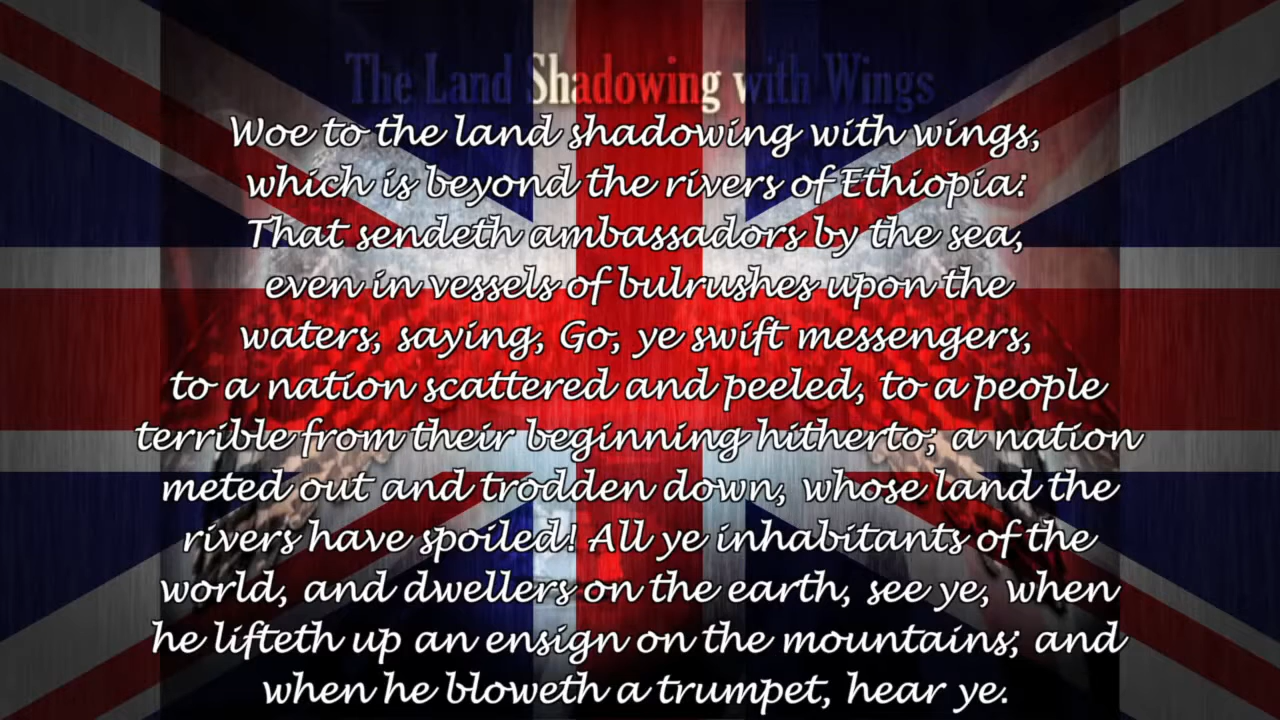 The Land Shadowing with Wings
Woe to the land shadowing with wings,
which is beyond the rivers of Ethiopia:
That sendeth ambassadors by the sea,
even in vessels of bulrushes upon the
waters, saying, Go, ye swift messengers,
to a nation scattered and peeled, to a people
terrible from their beginning hitherto; a nation
meted out and trodden down, whose land the
rivers have spoiled! All ye inhabitants of the
world, and dwellers on the earth, see ye, when
he lifteth up an ensign on the mountains; and
when he bloweth a trumpet, hear ye.